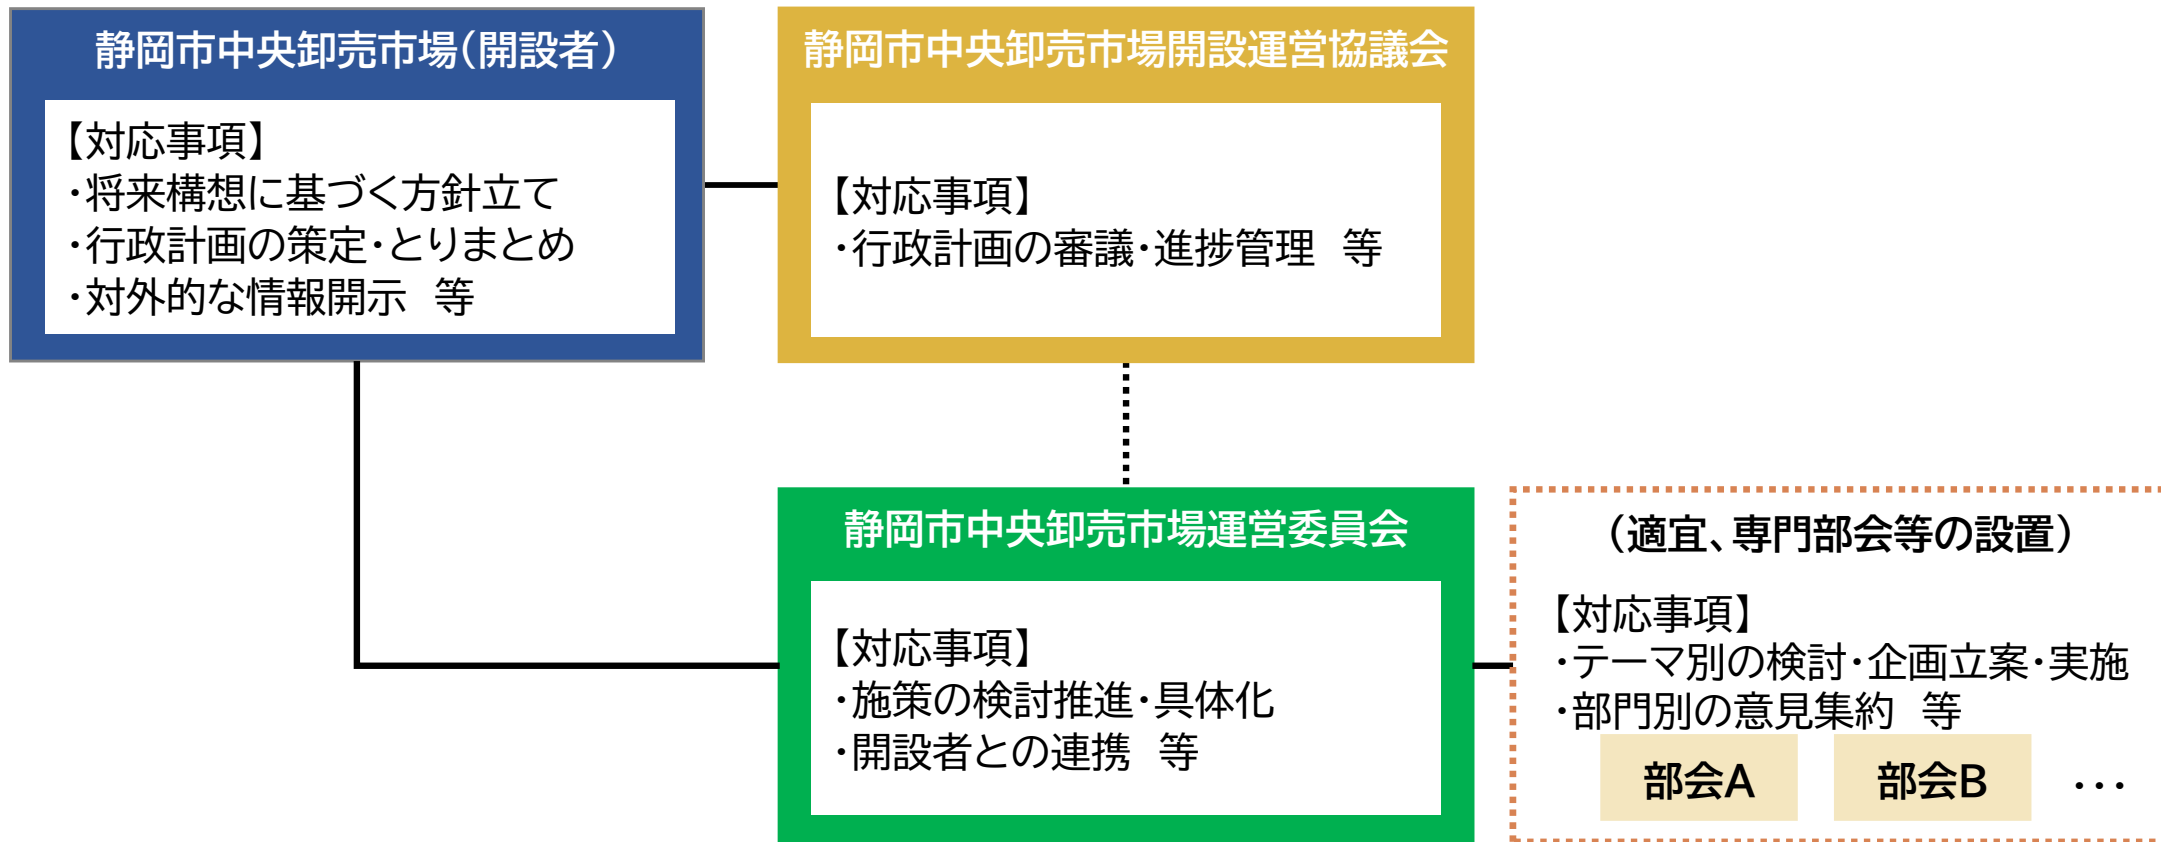 静岡市中央卸売市場(開設者)
【対応事項】
・将来構想に基づく方針立て
・行政計画の策定・とりまとめ
・対外的な情報開示　等
静岡市中央卸売市場開設運営協議会
【対応事項】
・行政計画の審議・進捗管理　等
静岡市中央卸売市場運営委員会
【対応事項】
・施策の検討推進・具体化
・開設者との連携　等
(適宜、専門部会等の設置)
【対応事項】
・テーマ別の検討・企画立案・実施
・部門別の意見集約　等
部会A 部会B ・・・